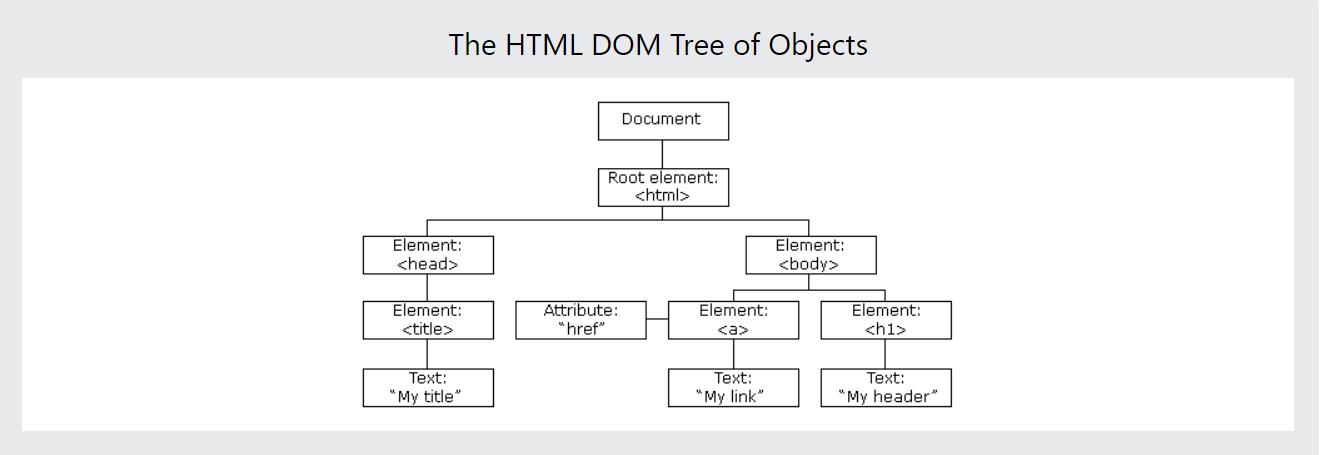 The HTML DOM Tree of Objects
Document
Root element:
<html>
Element:
<head>
Element:
<body>
Element:
<title>
Attribute:
“href”
Element:
<a>
Element:
<h1>
Text:
“My title”
Text:
“My link”
Text:
“My header”